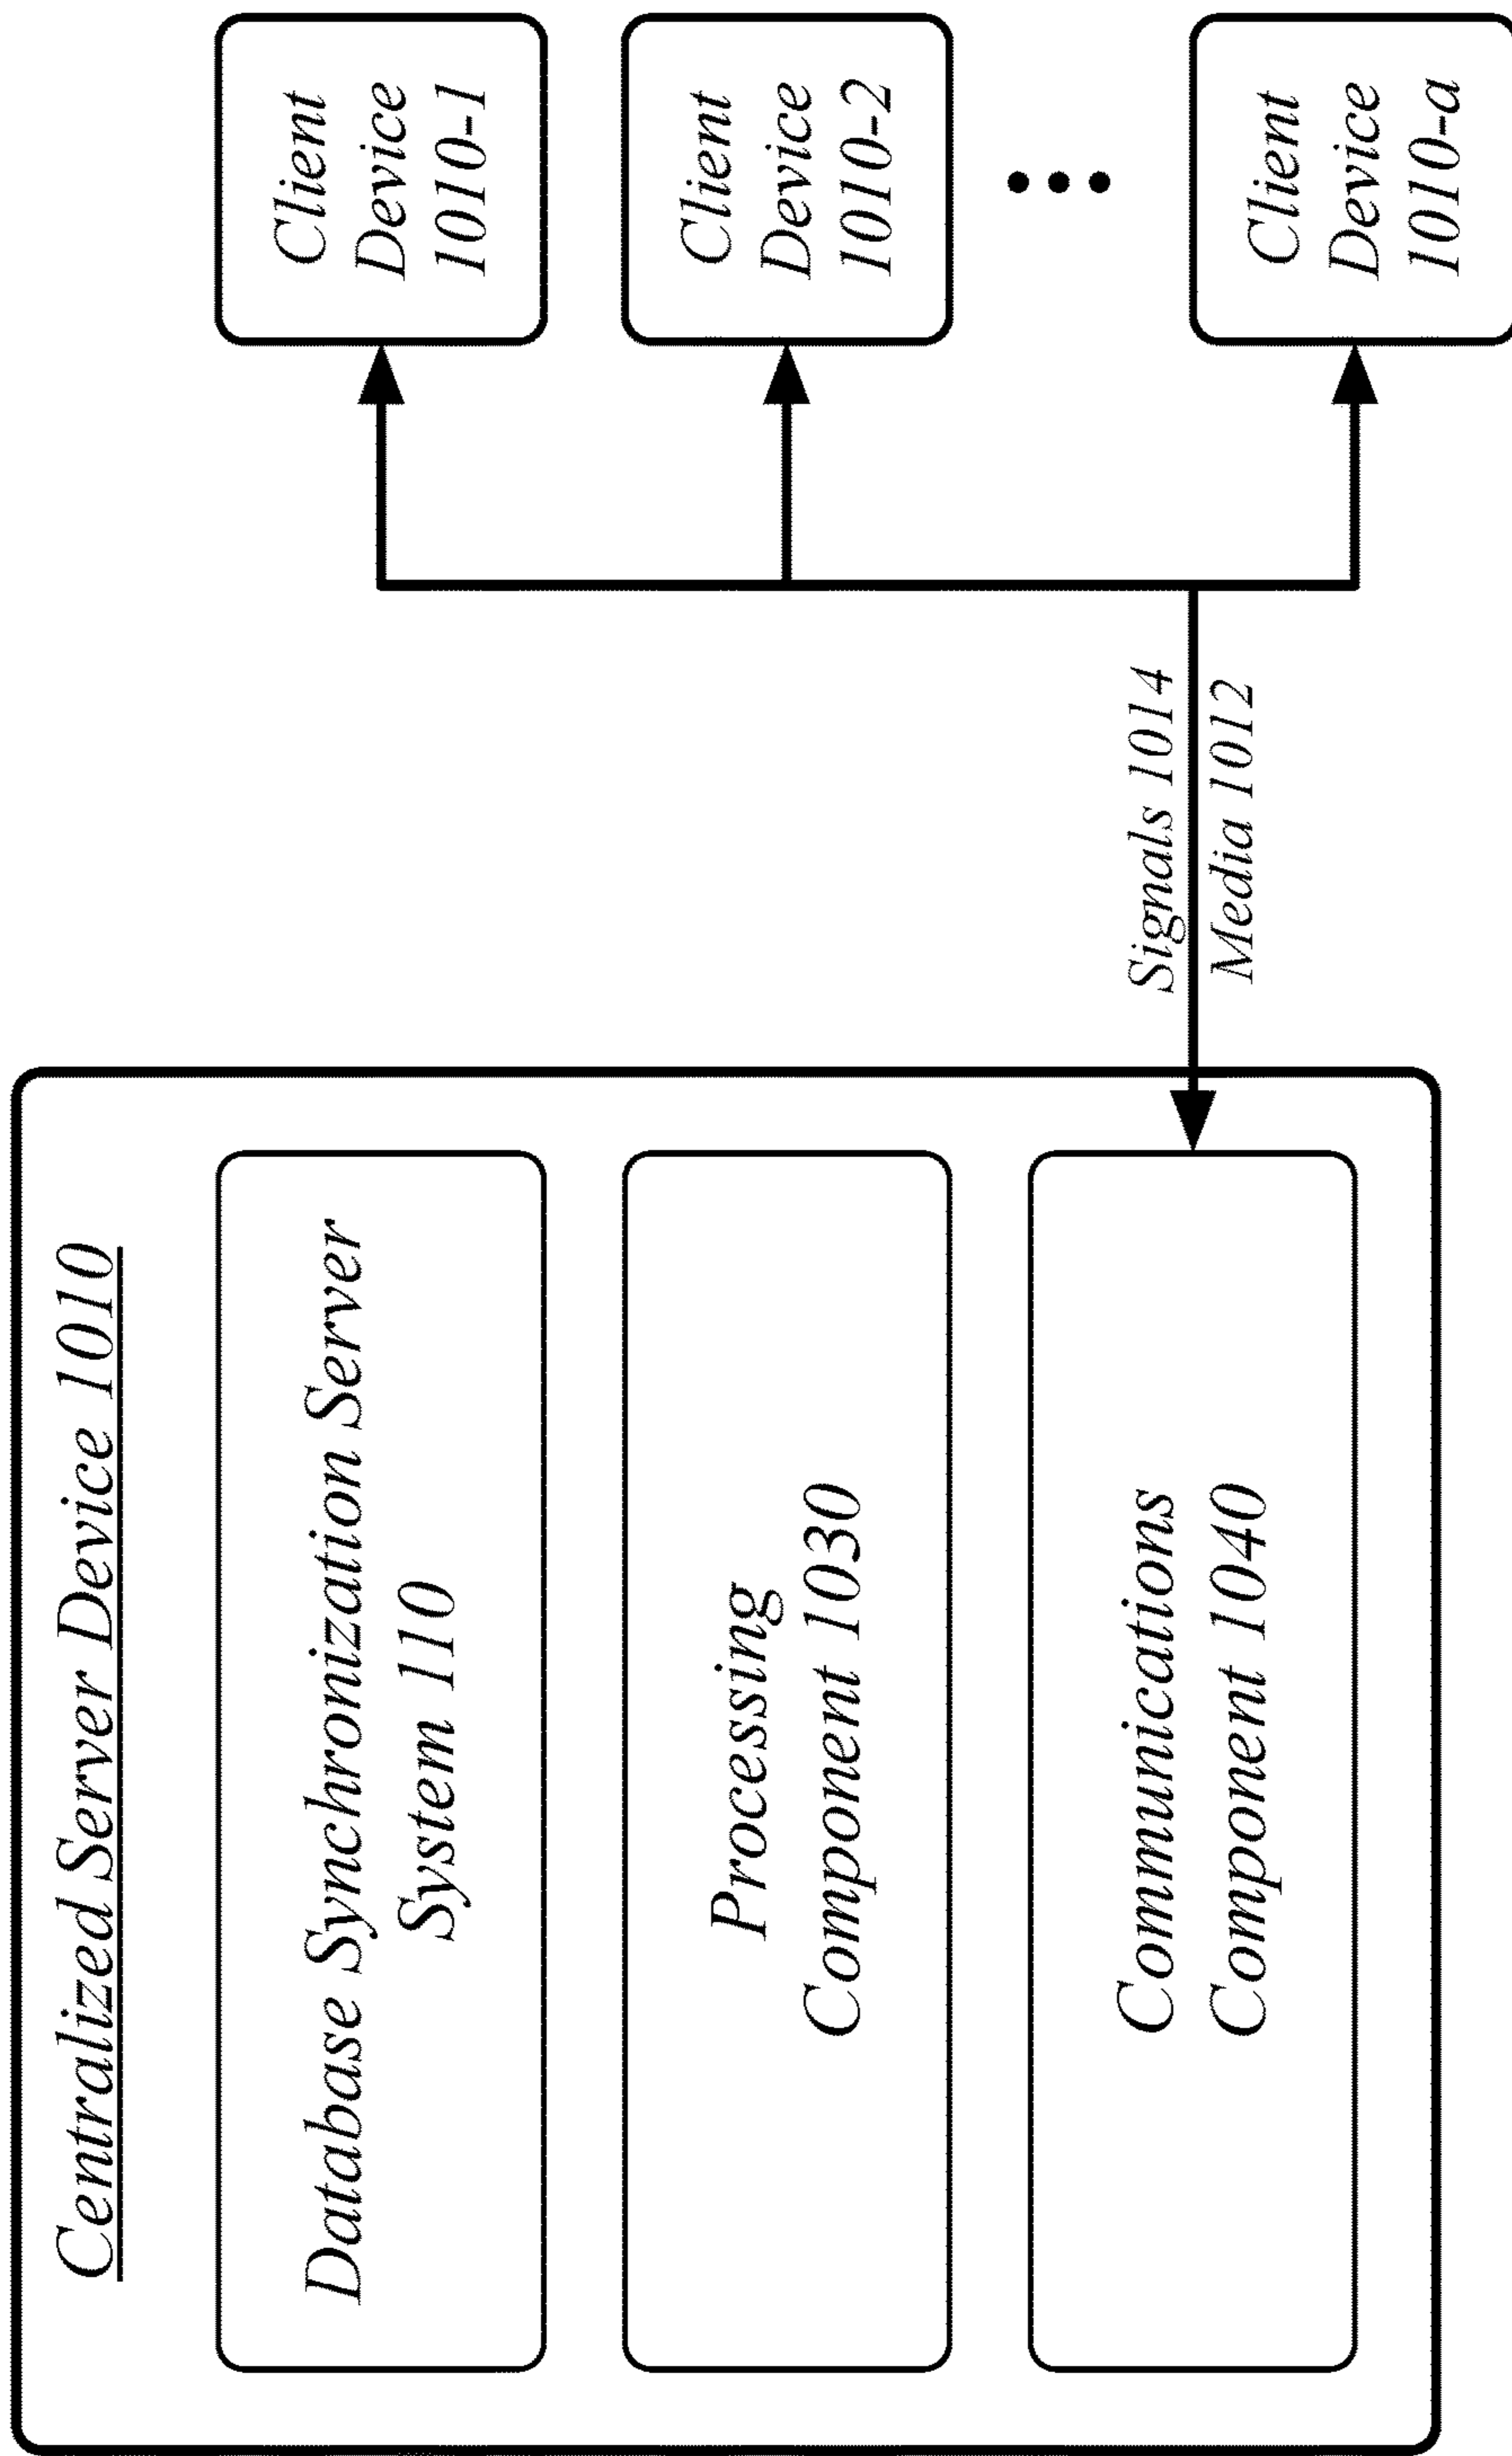 Centralized Server Device 1010
Database Synchronization Server
System 110
Processing
Component 1030
Communications
Component 1040
Signals 1014
Media 1012
Client
Device
1010-1
Client
Device
1010-2
Client
Device
1010-a